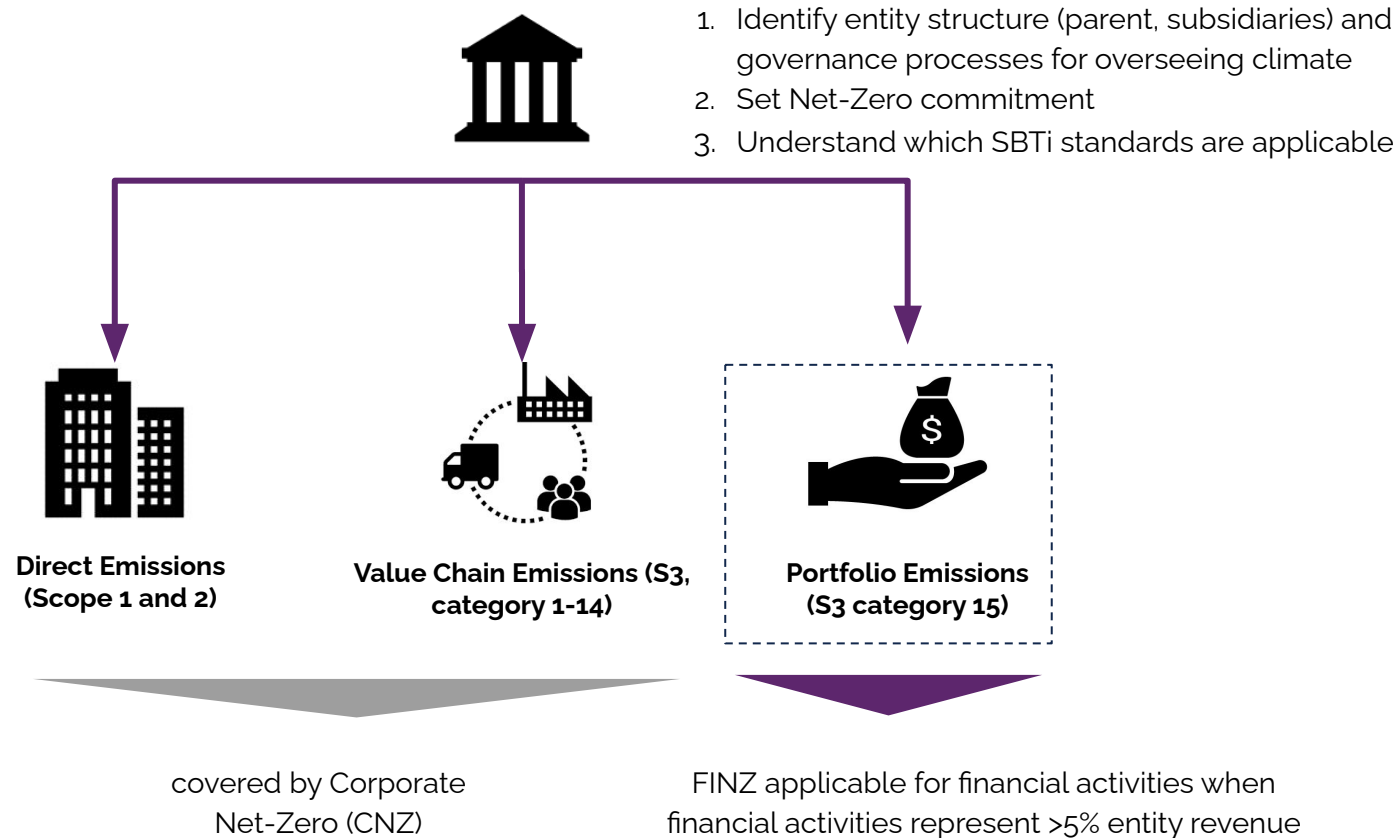 1. Identify entity structure (parent, subsidiaries) and
governance processes for overseeing climate
2. Set Net-Zero commitment
3. Understand which SBTi standards are applicable
$
Direct Emissions
(Scope 1 and 2)
Value Chain Emissions (S3,
category 1-14)
Portfolio Emissions
(S3 category 15)
covered by Corporate
Net-Zero (CNZ)
FINZ applicable for financial activities when
financial activities represent >5% entity revenue